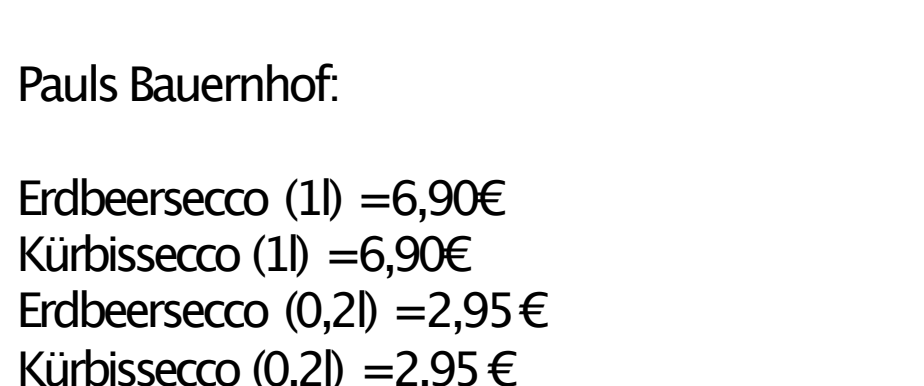 Pauls Bauernhof:
Erdbeersecco (1l) =6,90€
Kürbissecco (1l) =6,90€
Erdbeersecco (0,2l) =2,95€
Kürbissecco (0,2l) =2,95€